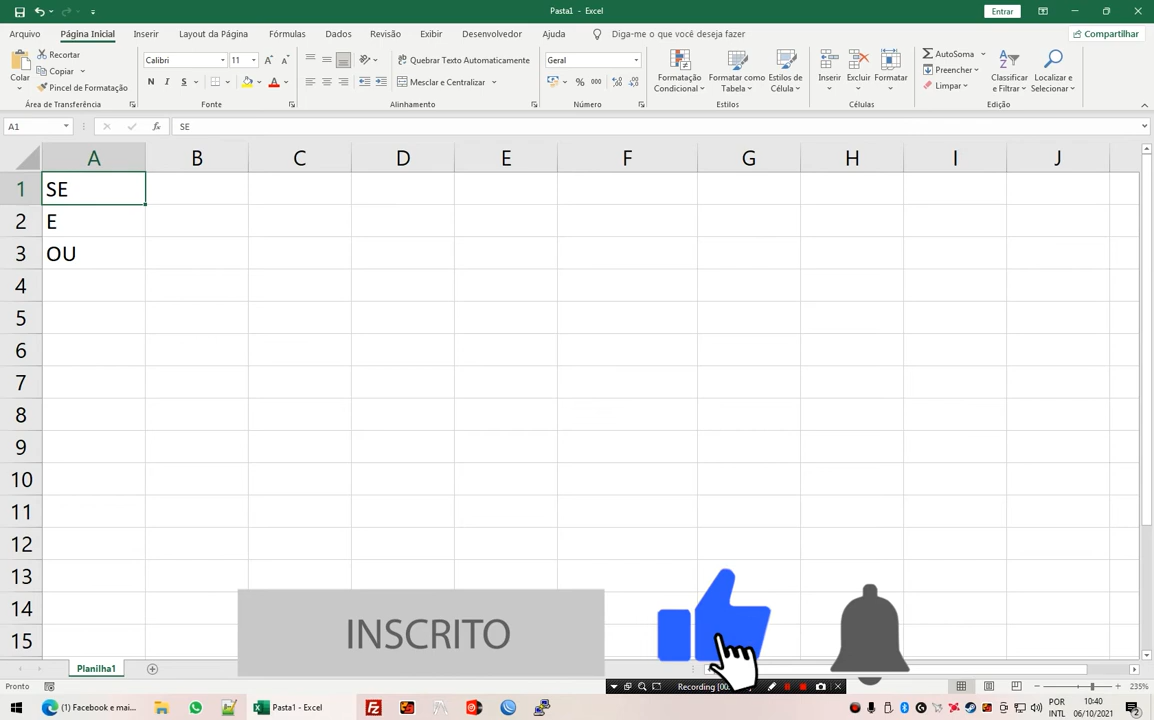 Pasta1 - Excel
Entrar
Arquivo Página Inicial Inserir Layout da Página Fórmulas Dados Revisão Exibir Desenvolvedor Ajuda Diga-me o que você deseja fazer Compartilhar
Colar
Recortar
Copiar
Pincel de Formatação
Área de Transferência
Calibri 11
N I S
Fonte
Quebrar Texto Automaticamente
Mesclar e Centralizar
Alinhamento
Geral
% 000
Número
Formatação Condicional
Formatar como Tabela
Estilos de Célula
Estilos
Inserir Excluir Formatar
Células
AutoSoma
Preencher
Limpar
Classificar e Filtrar
Localizar e Selecionar
Edição
A1 fx SE
A B C D E F G H I J
1 SE
2 E
3 OU
4
5
6
7
8
9
10
11
12
13
14
15
INSCRITO
Planilha1
Pronto
Recording [00:
235%
(1) Facebook e mai...
Pasta1 - Excel
POR
INTL
10:40
06/10/2021
2